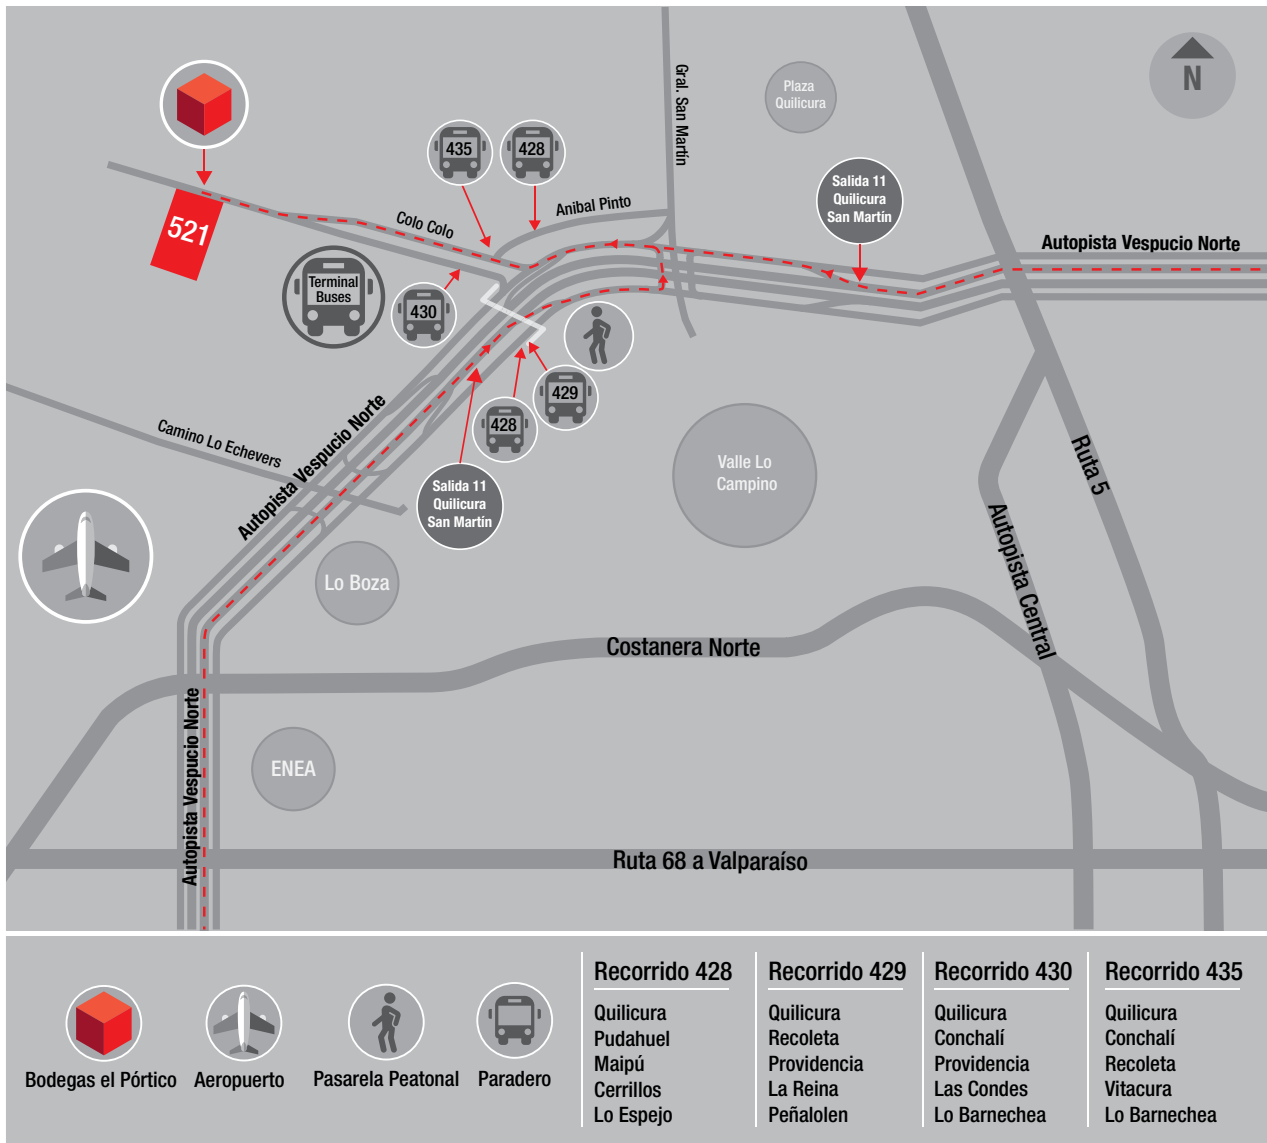 Plaza
Quilicura
N
Gral. San Martín
435
428
Anibal Pinto
Salida 11
Quilicura
San Martín
521
Colo Colo
Autopista Vespucio Norte
Terminal
Buses
430
429
428
Camino Lo Echevers
Autopista Vespucio Norte
Salida 11
Quilicura
San Martín
Valle Lo
Campino
Ruta 5
Autopista Central
Lo Boza
Costanera Norte
Autopista Vespucio Norte
ENEA
Ruta 68 a Valparaíso
Bodegas el Pórtico
Aeropuerto
Pasarela Peatonal
Paradero
Recorrido 428
Quilicura
Pudahuel
Maipú
Cerrillos
Lo Espejo
Recorrido 429
Quilicura
Recoleta
Providencia
La Reina
Peñalolen
Recorrido 430
Quilicura
Conchalí
Providencia
Las Condes
Lo Barnechea
Recorrido 435
Quilicura
Conchalí
Recoleta
Vitacura
Lo Barnechea